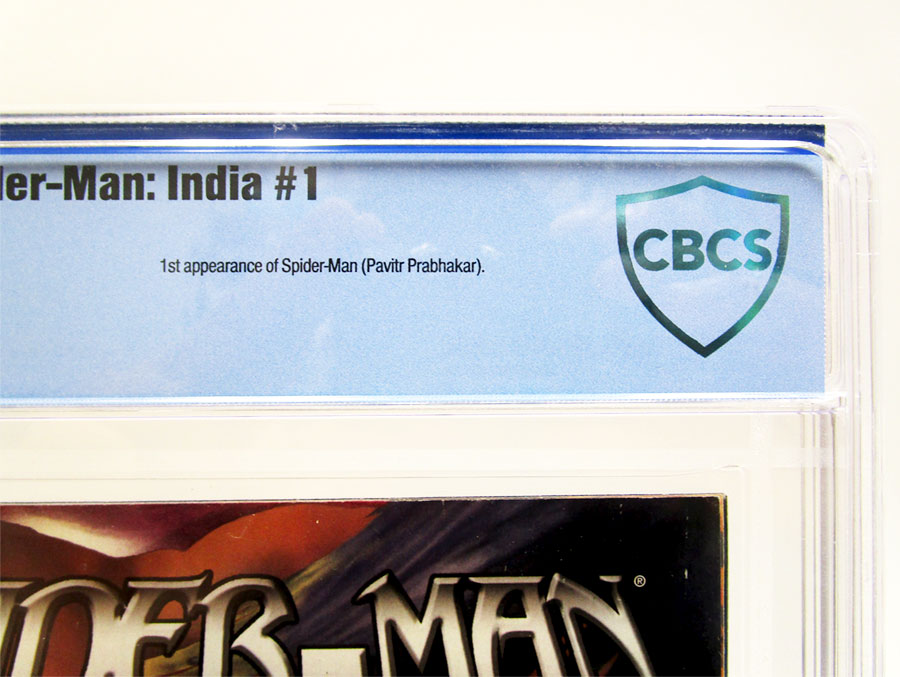 der-Man: India #1
1st appearance of Spider-Man (Pavitr Prabhakar).
CBCS
IDER-MAN®